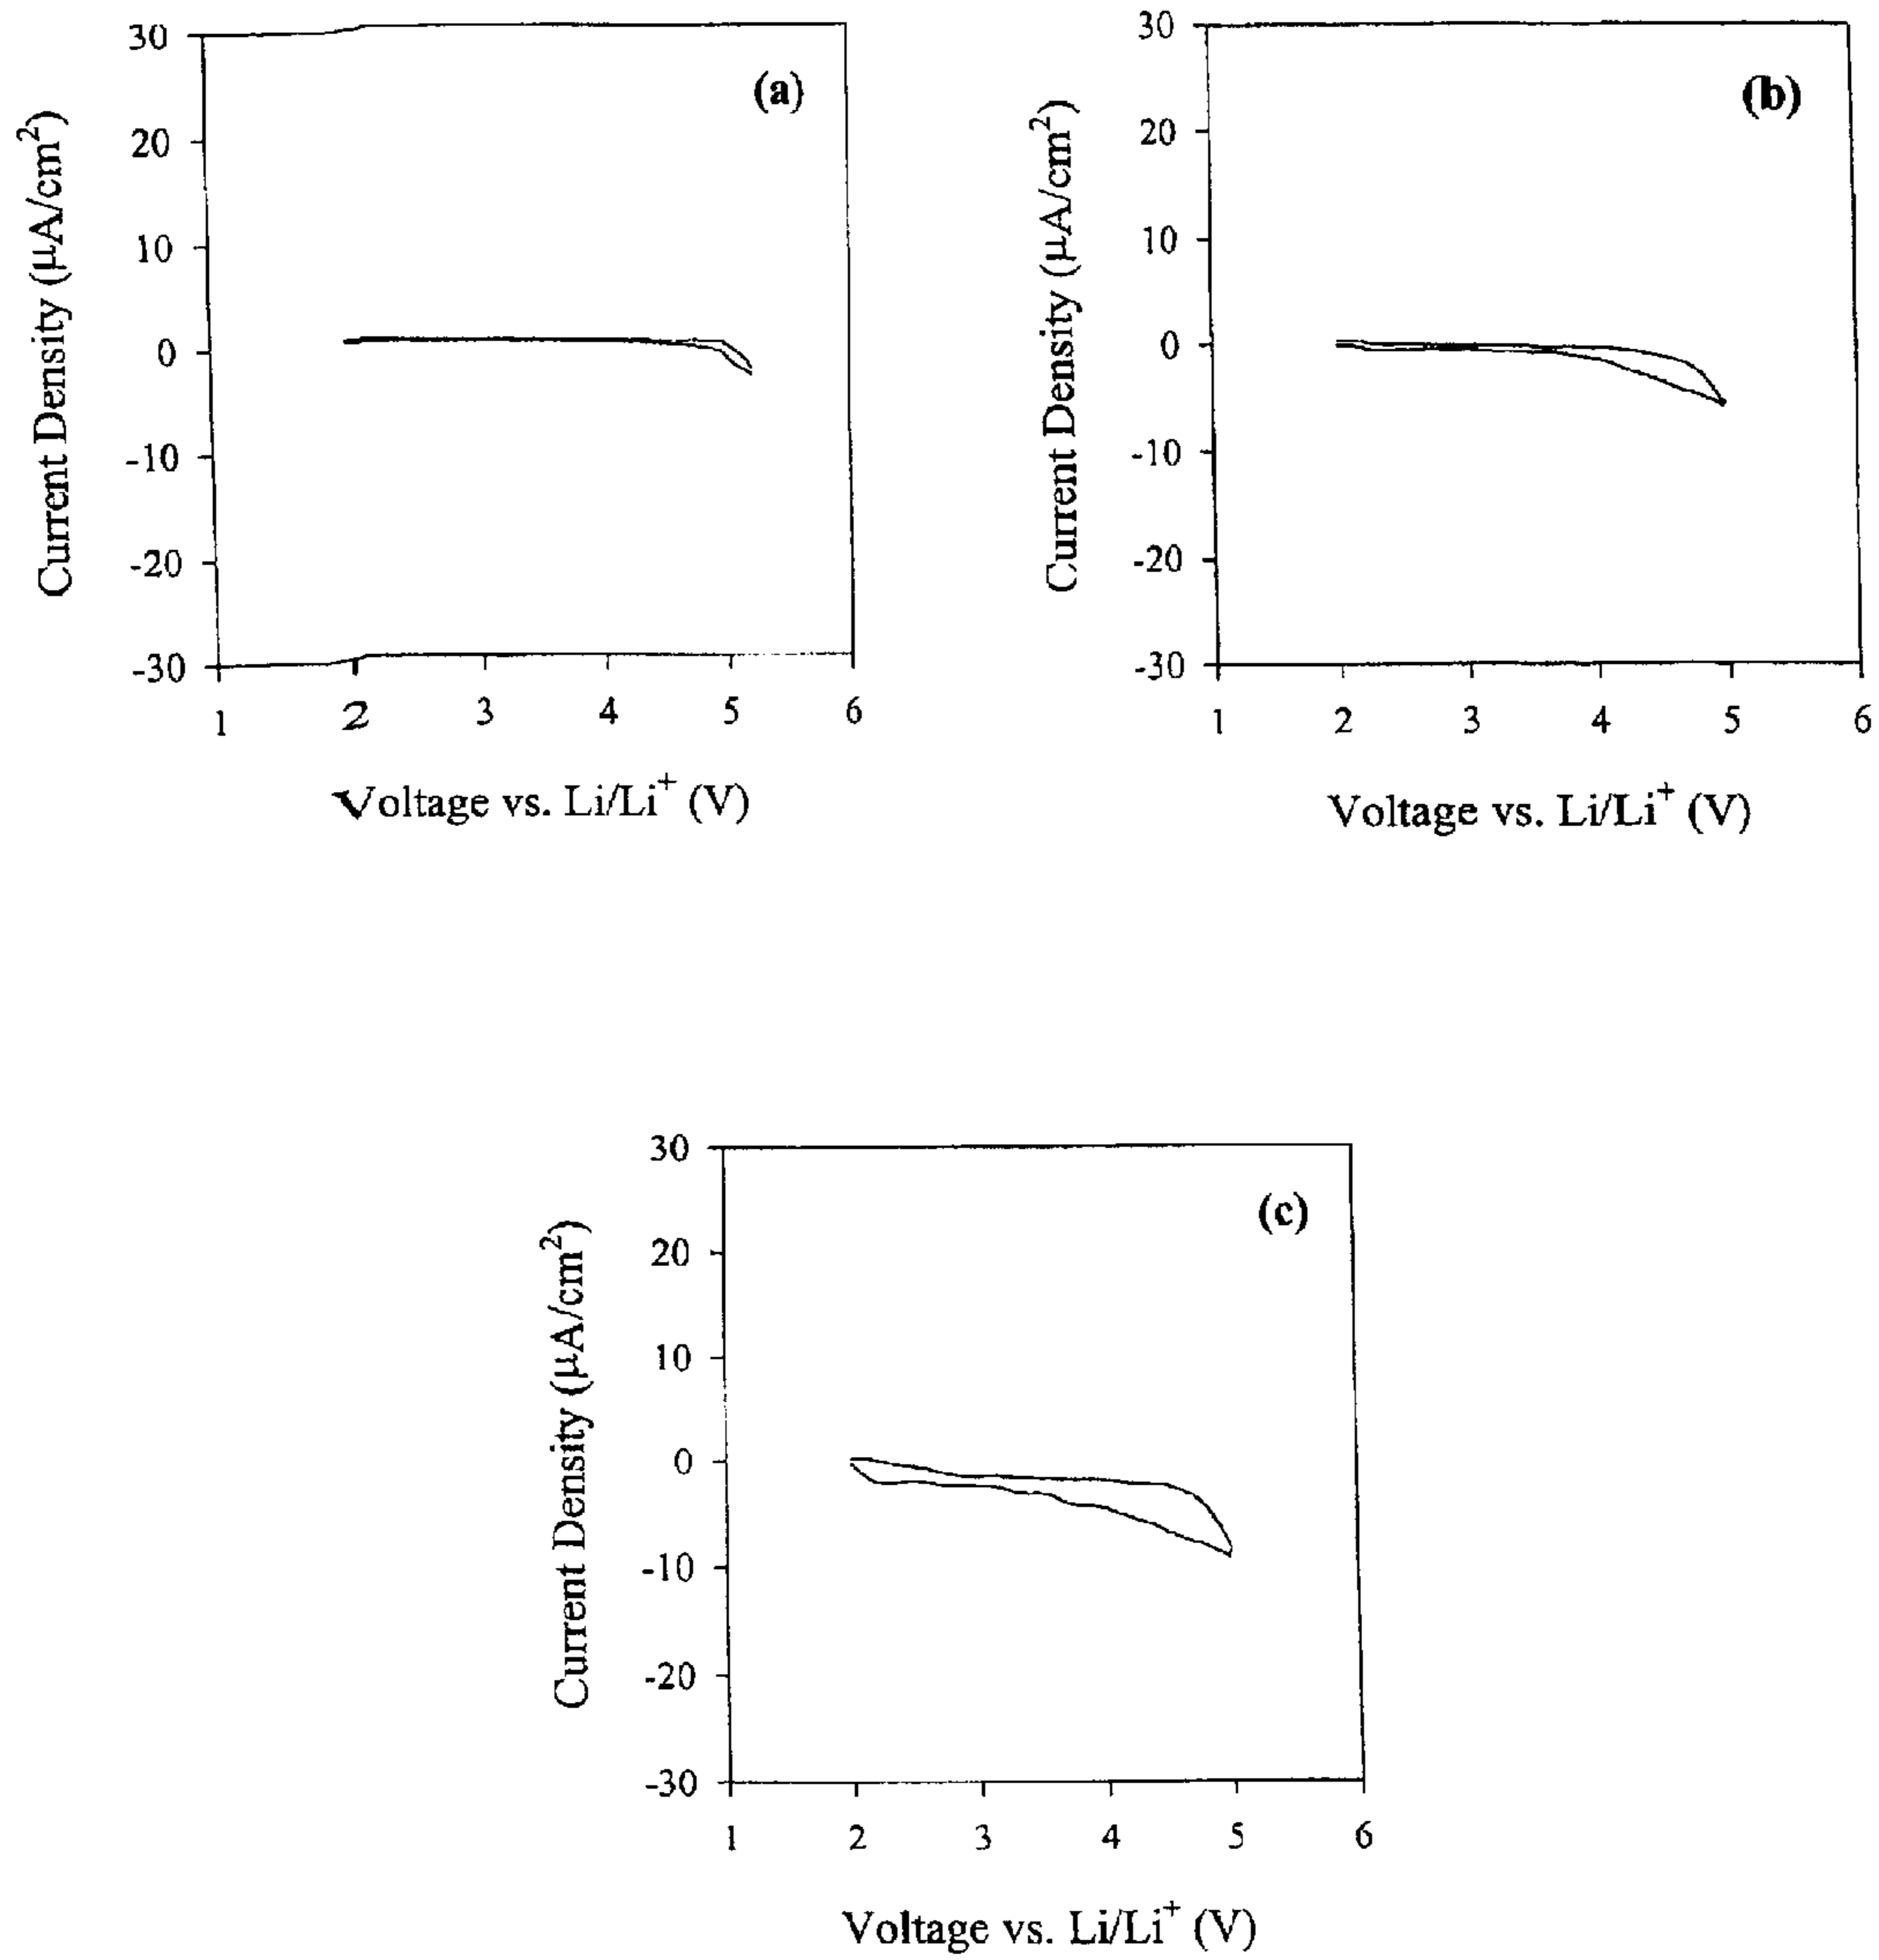 (a)
Current Density (μA/cm²)
30
20
10
0
-10
-20
-30
1 2 3 4 5 6
Voltage vs. Li/Li⁺ (V)
(b)
Current Density (μA/cm²)
30
20
10
0
-10
-20
-30
1 2 3 4 5 6
Voltage vs. Li/Li⁺ (V)
(c)
Current Density (μA/cm²)
30
20
10
0
-10
-20
-30
1 2 3 4 5 6
Voltage vs. Li/Li⁺ (V)